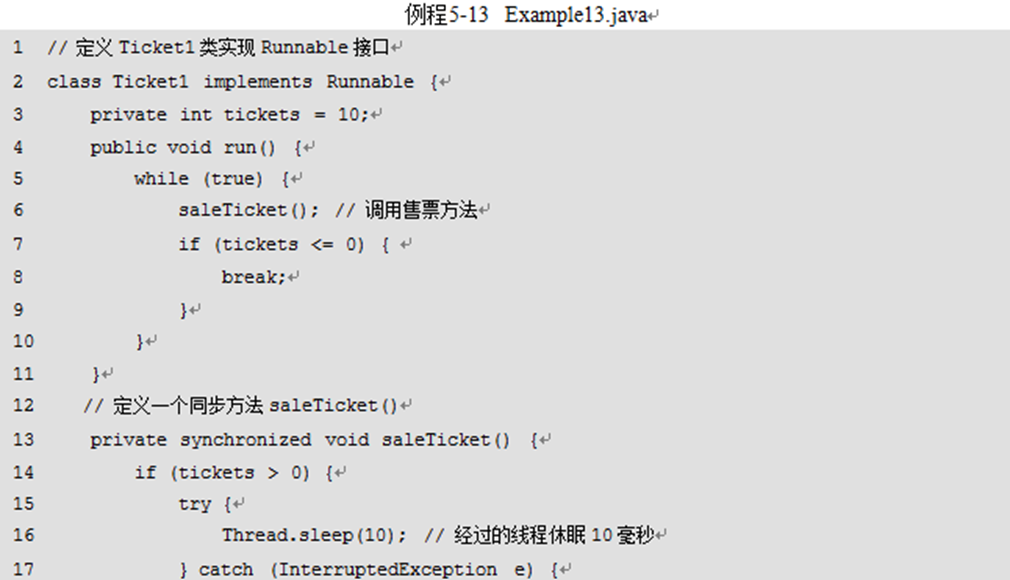 例程5-13 Example13.java↵
1 // 定义 Ticket1 类实现 Runnable 接口↵
2 class Ticket1 implements Runnable {↵
3 private int tickets = 10;↵
4 public void run() {↵
5 while (true) {↵
6 saleTicket(); // 调用售票方法↵
7 if (tickets <= 0) { ↵
8 break;↵
9 }↵
10 }↵
11 }↵
12 // 定义一个同步方法 saleTicket()↵
13 private synchronized void saleTicket() {↵
14 if (tickets > 0) {↵
15 try {↵
16 Thread.sleep(10); // 经过的线程休眠 10 毫秒↵
17 } catch (InterruptedException e) {↵